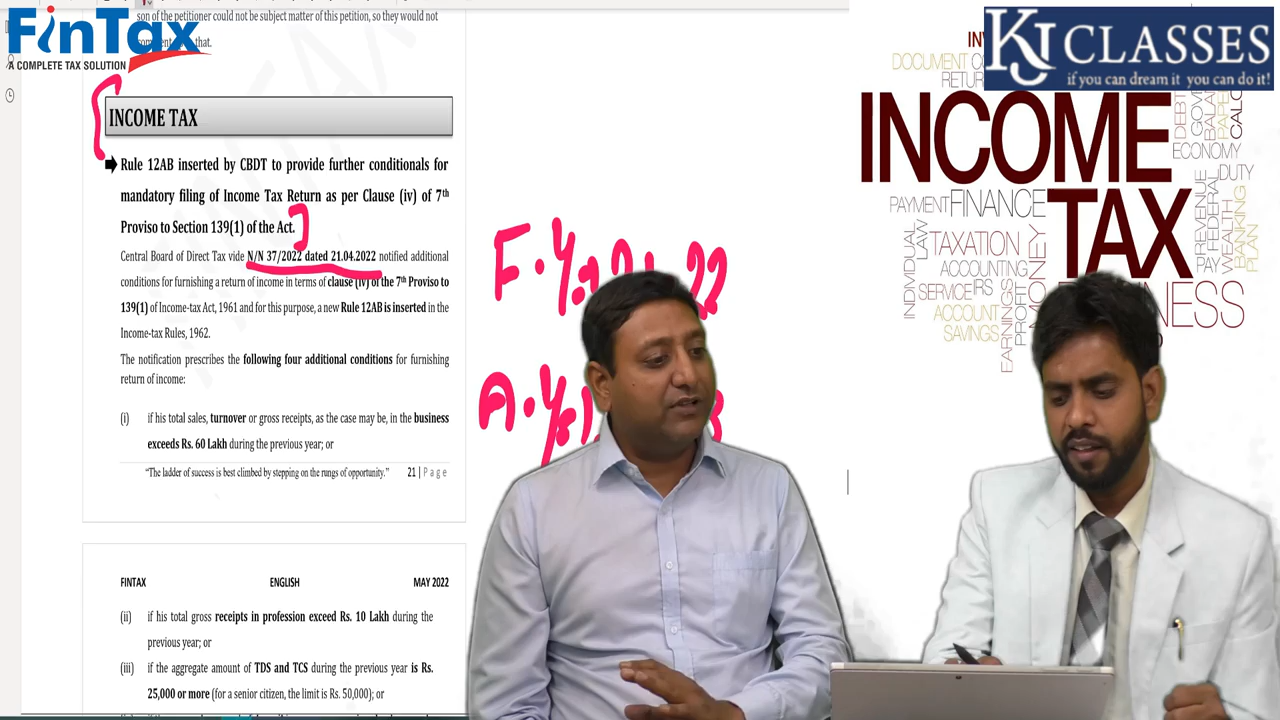 son of the petitioner could not be subject matter of this petition, so they would not
that.
FinTax
A COMPLETE TAX SOLUTION
INCOME TAX
Rule 12AB inserted by CBDT to provide further conditionals for
mandatory filing of Income Tax Return as per Clause (iv) of 7th
Proviso to Section 139(1) of the Act.
Central Board of Direct Tax vide N/N 37/2022 dated 21.04.2022 notified additional
conditions for furnishing a return of income in terms of clause (iv) of the 7th Proviso to
139(1) of Income-tax Act, 1961 and for this purpose, a new Rule 12AB is inserted in the
Income-tax Rules, 1962.
The notification prescribes the following four additional conditions for furnishing
return of income:
(i) if his total sales, turnover or gross receipts, as the case may be, in the business
exceeds Rs. 60 Lakh during the previous year; or
"The ladder of success is best climbed by stepping on the rungs of opportunity." 21 | Page
FINTAX ENGLISH MAY 2022
(ii) if his total gross receipts in profession exceed Rs. 10 Lakh during the
previous year; or
(iii) if the aggregate amount of TDS and TCS during the previous year is Rs.
25,000 or more (for a senior citizen, the limit is Rs. 50,000); or
F. Y. 22
A. Y.
KJ CLASSES
if you can dream it you can do it!
DOCUMENT
INCOME
ECONOMY
DUTY
PAYMENT FINANCE
TAX
TAXATION
ACCOUNTING
SERVICE IRS
ACCOUNT
SAVINGS
INDIVIDUAL
LAW
MONEY
EARNINGS
PROFIT
DEBT
PAY
REVENUE
FEDERAL
WEALTH
BANKING
PLAN